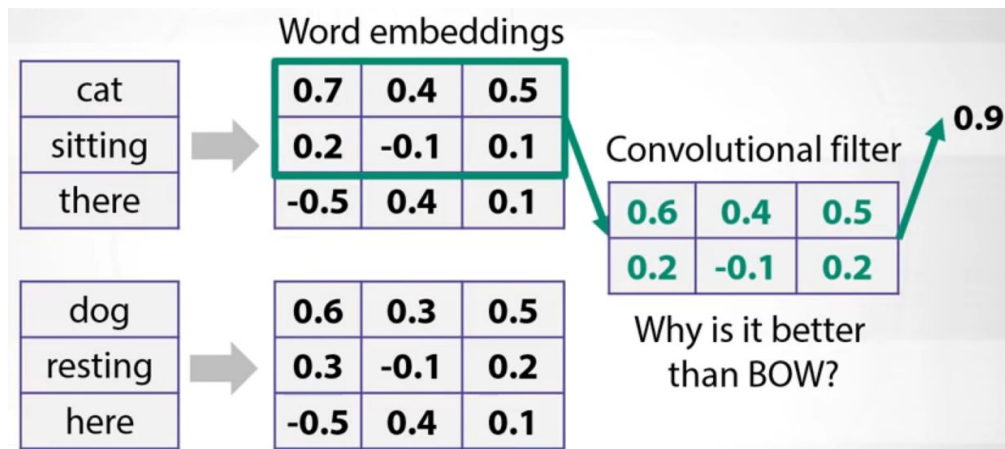 Word embeddings
cat
0.7 0.4 0.5
sitting
0.2 -0.1 0.1
there
-0.5 0.4 0.1
Convolutional filter
0.6 0.4 0.5
0.2 -0.1 0.2
0.9
dog
0.6 0.3 0.5
resting
0.3 -0.1 0.2
here
-0.5 0.4 0.1
Why is it better
than BOW?